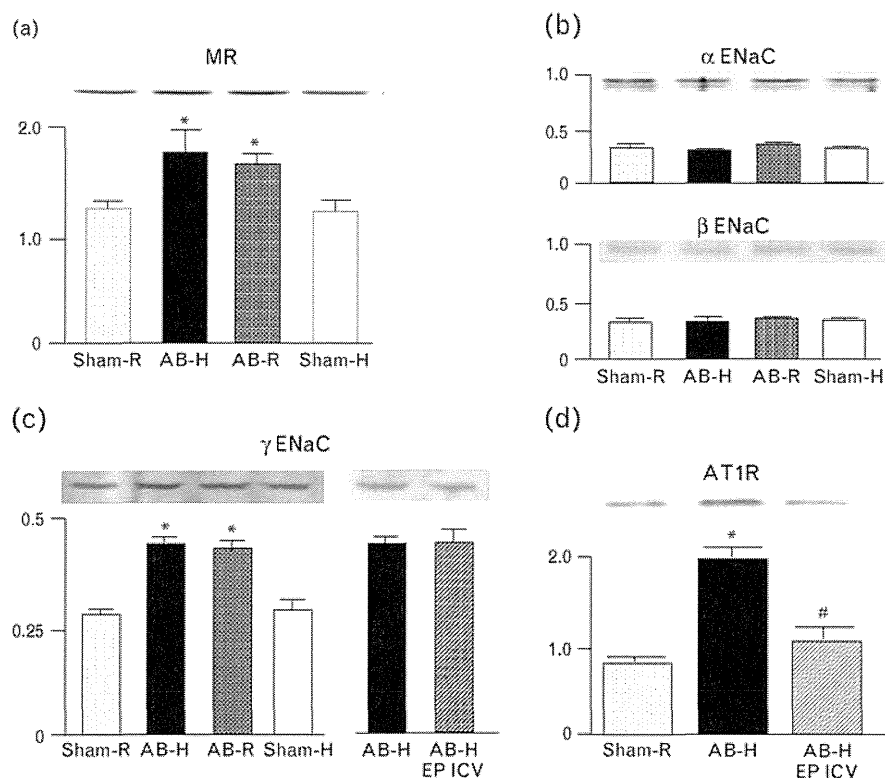 (a)
MR
*
*
2.0
1.0
0
Sham-R AB-H AB-R Sham-H
(b)
α ENaC
1.0
0.5
0
β ENaC
1.0
0.5
0
Sham-R AB-H AB-R Sham-H
(c)
γ ENaC
* *
0.5
0.25
0
Sham-R AB-H AB-R Sham-H
AB-H AB-H
EP ICV
(d)
AT1R
*
#
2.0
1.0
0
Sham-R AB-H AB-H
EP ICV